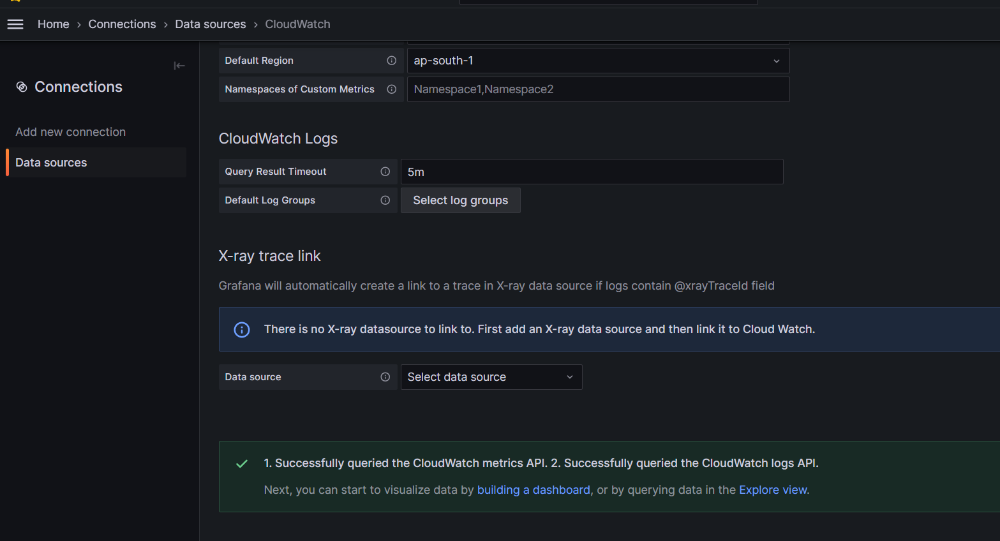 Home › Connections › Data sources › CloudWatch
Connections
Add new connection
Data sources
Default Region ap-south-1
Namespaces of Custom Metrics Namespace1,Namespace2
CloudWatch Logs
Query Result Timeout 5m
Default Log Groups Select log groups
X-ray trace link
Grafana will automatically create a link to a trace in X-ray data source if logs contain @xrayTraceId field
There is no X-ray datasource to link to. First add an X-ray data source and then link it to Cloud Watch.
Data source Select data source
1. Successfully queried the CloudWatch metrics API. 2. Successfully queried the CloudWatch logs API.
Next, you can start to visualize data by building a dashboard, or by querying data in the Explore view.